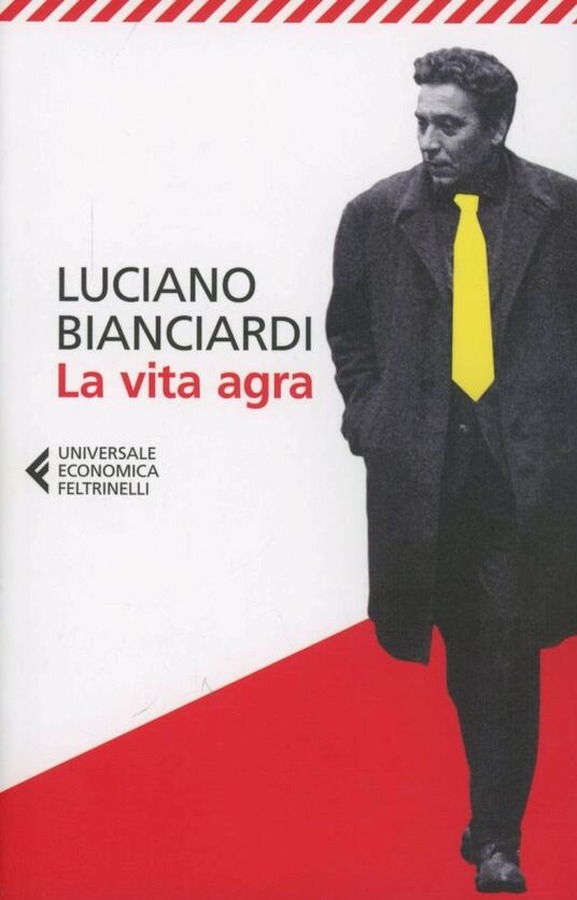 LUCIANO
BIANCIARDI
La vita agra
UNIVERSALE
ECONOMICA
FELTRINELLI